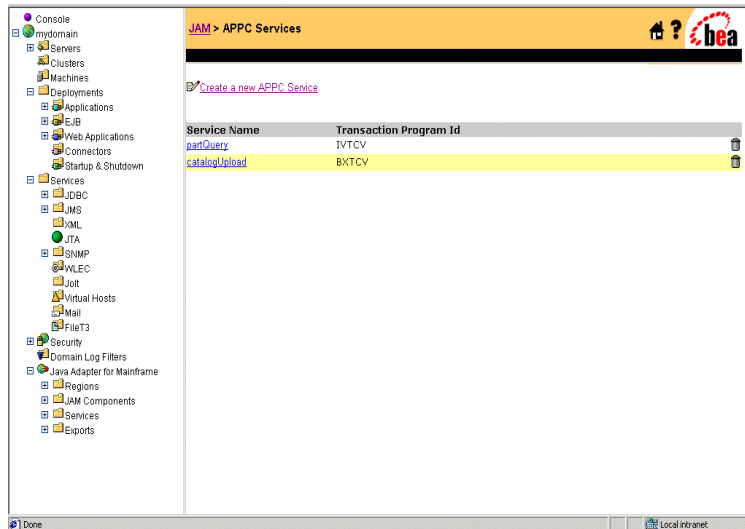 Console
mydomain
Servers
Clusters
Machines
Deployments
Applications
EJB
Web Applications
Connectors
Startup & Shutdown
Services
JDBC
JMS
XML
JTA
SNMP
WLEC
Jolt
Virtual Hosts
Mail
FileT3
Security
Domain Log Filters
Java Adapter for Mainframe
Regions
JAM Components
Services
Exports
JAM > APPC Services
?
bea
Create a new APPC Service
Service Name Transaction Program Id
partQuery IVTCV
catalogUpload BXTCV
Done Local intranet